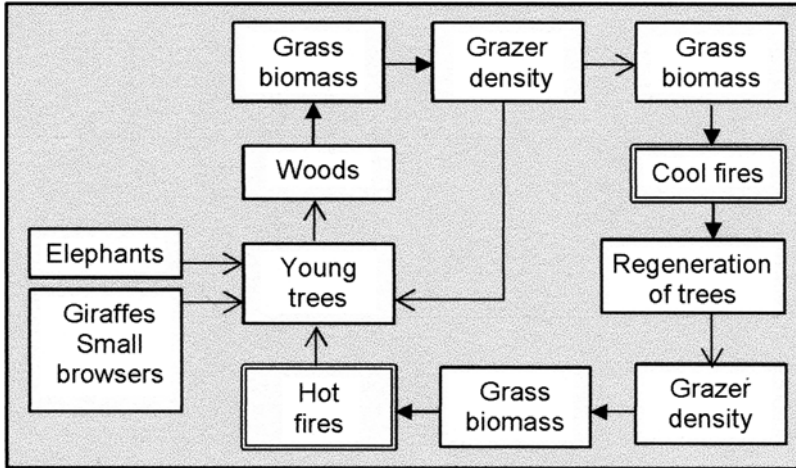 Grass
biomass
Grazer
density
Grass
biomass
Woods
Cool fires
Elephants
Young
trees
Regeneration
of trees
Giraffes
Small
browsers
Hot
fires
Grass
biomass
Grazer
density